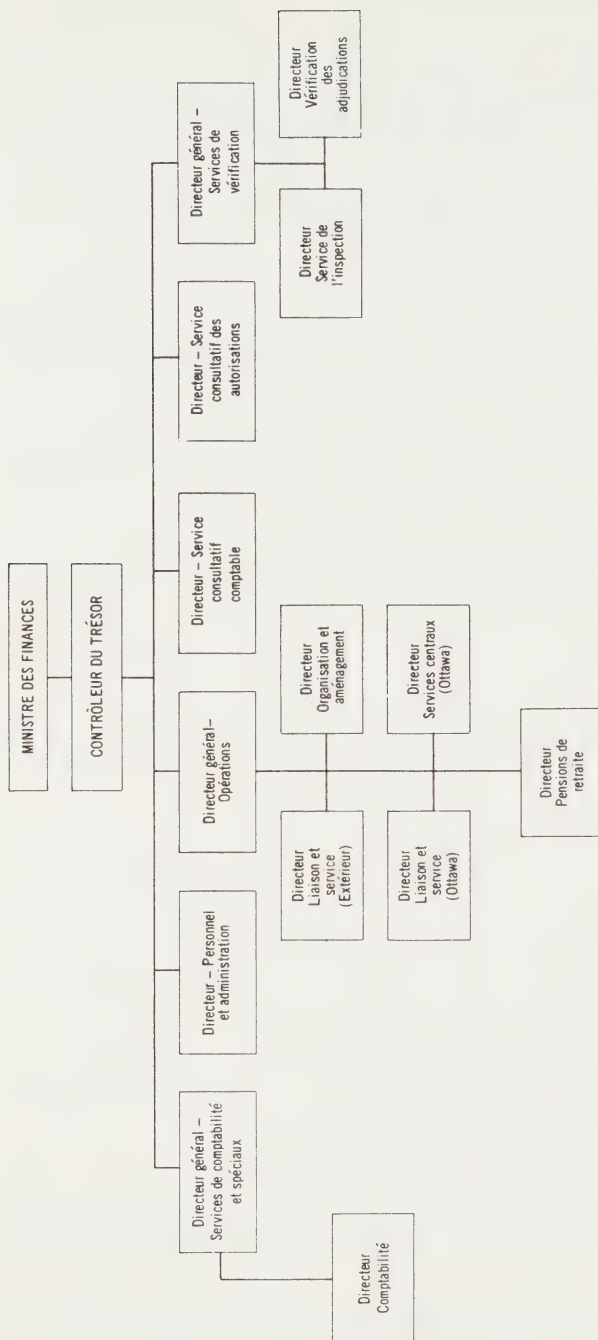 MINISTRE DES FINANCES
CONTRÔLEUR DU TRÉSOR
Directeur général –
Services de comptabilité
et spéciaux
Directeur – Personnel
et administration
Directeur général–
Opérations
Directeur – Service
consultatif
comptable
Directeur – Service
consultatif des
autorisations
Directeur général –
Services de
vérification
Directeur
Comptabilité
Directeur
Liaison et
service
(Extérieur)
Directeur
Organisation et
aménagement
Directeur
Liaison et
service
(Ottawa)
Directeur
Services centraux
(Ottawa)
Directeur
Pensions de
retraite
Directeur
Service de
l'inspection
Directeur
Vérification
des
adjudications